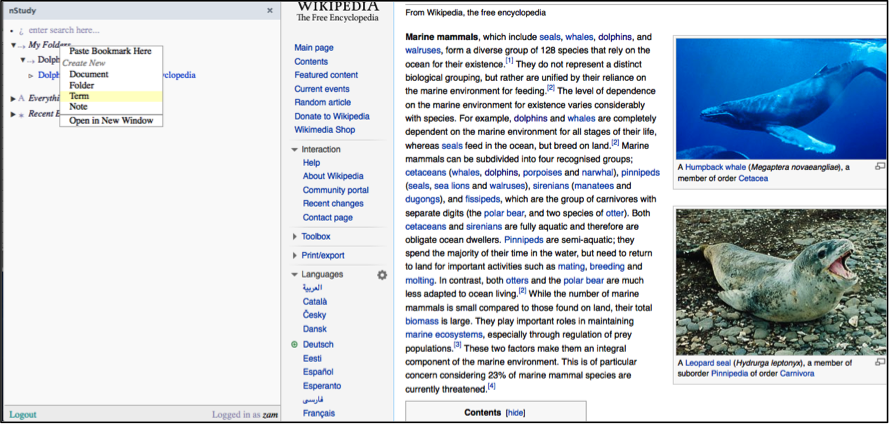 nStudy
×
enter search here...
My Folders
Paste Bookmark Here
Create New
Dolph
Document
Dolph
clopedia
Folder
Term
A Everythi
Note
Recent E
Open in New Window
Logout
Logged in as zam
WIKIPEDIA
The Free Encyclopedia
Main page
Contents
Featured content
Current events
Random article
Donate to Wikipedia
Wikimedia Shop
Interaction
Help
About Wikipedia
Community portal
Recent changes
Contact page
Toolbox
Print/export
Languages
العربية
Català
Česky
Dansk
Deutsch
Eesti
Español
Esperanto
فارسی
Français
From Wikipedia, the free encyclopedia
Marine mammals, which include seals, whales, dolphins, and
walruses, form a diverse group of 128 species that rely on the
ocean for their existence.[1] They do not represent a distinct
biological grouping, but rather are unified by their reliance on
the marine environment for feeding.[2] The level of dependence
on the marine environment for existence varies considerably
with species. For example, dolphins and whales are completely
dependent on the marine environment for all stages of their life,
whereas seals feed in the ocean, but breed on land.[2] Marine
mammals can be subdivided into four recognised groups;
cetaceans (whales, dolphins, porpoises and narwhal), pinnipeds
(seals, sea lions and walruses), sirenians (manatees and
dugongs), and fissipeds, which are the group of carnivores with
separate digits (the polar bear, and two species of otter). Both
cetaceans and sirenians are fully aquatic and therefore are
obligate ocean dwellers. Pinnipeds are semi-aquatic; they
spend the majority of their time in the water, but need to return
to land for important activities such as mating, breeding and
molting. In contrast, both otters and the polar bear are much
less adapted to ocean living.[2] While the number of marine
mammals is small compared to those found on land, their total
biomass is large. They play important roles in maintaining
marine ecosystems, especially through regulation of prey
populations.[3] These two factors make them an integral
component of the marine environment. This is of particular
concern considering 23% of marine mammal species are
currently threatened.[4]
Contents [hide]
A Humpback whale (Megaptera novaeangliae), a
member of order Cetacea
A Leopard seal (Hydrurga leptonyx), a member of
suborder Pinnipedia of order Carnivora